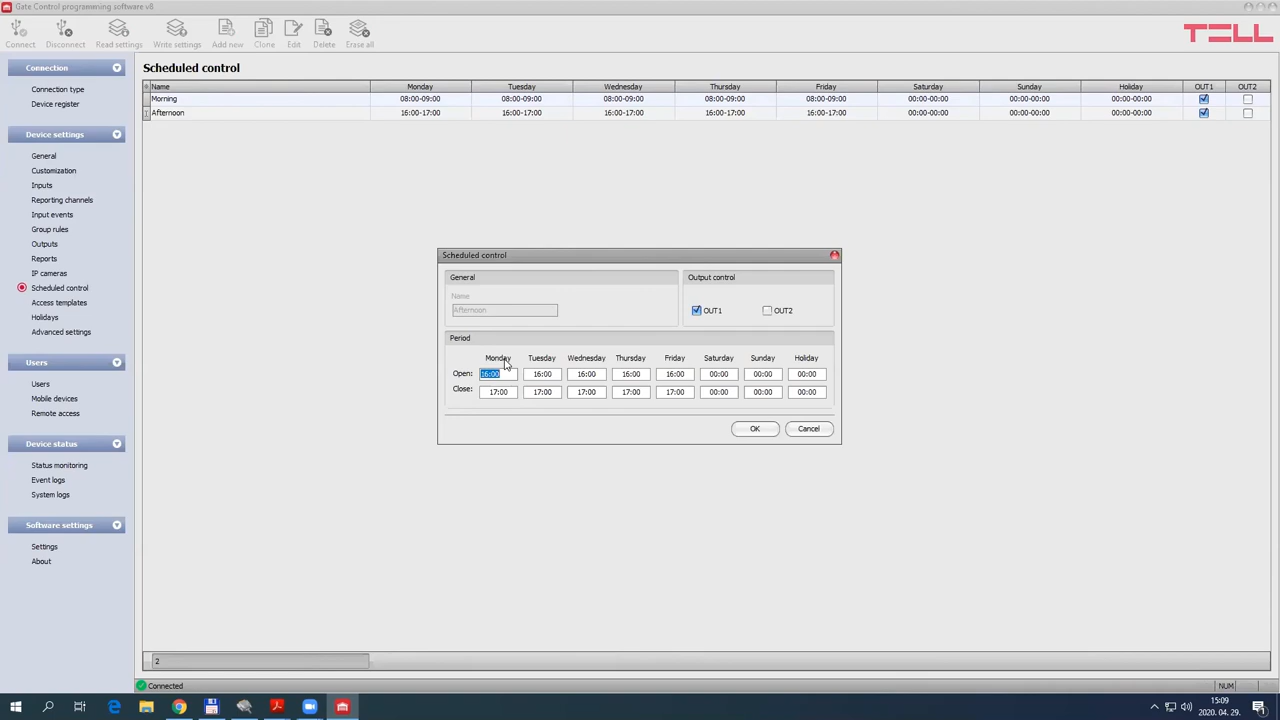 Gate Control programming software v8
Connect Disconnect Read settings Write settings Add new Clone Edit Delete Erase all
TELL
Connection
Connection type
Device register
Device settings
General
Customization
Inputs
Reporting channels
Input events
Group rules
Outputs
Reports
IP cameras
Scheduled control
Access templates
Holidays
Advanced settings
Users
Users
Mobile devices
Remote access
Device status
Status monitoring
Event logs
System logs
Software settings
Settings
About
Scheduled control
Name Monday Tuesday Wednesday Thursday Friday Saturday Sunday Holiday OUT1 OUT2
Morning 08:00-09:00 08:00-09:00 08:00-09:00 08:00-09:00 08:00-09:00 00:00-00:00 00:00-00:00 00:00-00:00
Afternoon 16:00-17:00 16:00-17:00 16:00-17:00 16:00-17:00 16:00-17:00 00:00-00:00 00:00-00:00 00:00-00:00
Scheduled control
General
Name
Afternoon
Output control
OUT1 OUT2
Period
Monday Tuesday Wednesday Thursday Friday Saturday Sunday Holiday
Open: 16:00 16:00 16:00 16:00 16:00 00:00 00:00 00:00
Close: 17:00 17:00 17:00 17:00 17:00 00:00 00:00 00:00
OK Cancel
2
Connected
NUM
15:09
2020. 04. 29.